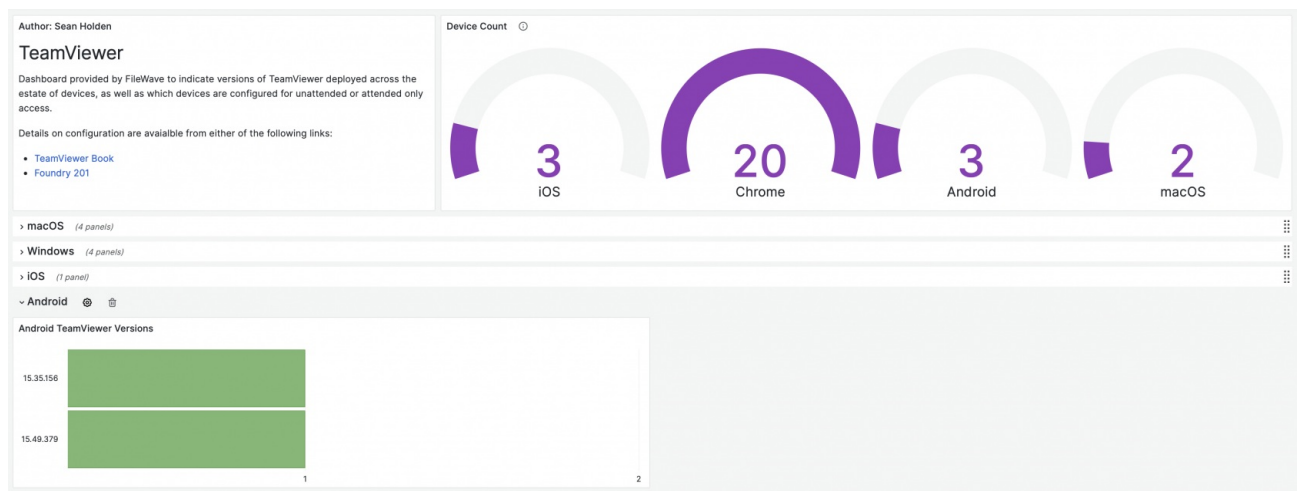 Author: Sean Holden
TeamViewer
Dashboard provided by FileWave to indicate versions of TeamViewer deployed across the
estate of devices, as well as which devices are configured for unattended or attended only
access.
Details on configuration are avaialble from either of the following links:
• TeamViewer Book
• Foundry 201
Device Count
3
iOS
20
Chrome
3
Android
2
macOS
macOS (4 panels)
Windows (4 panels)
iOS (1 panel)
Android
Android TeamViewer Versions
15.35.156
15.49.379
1
2